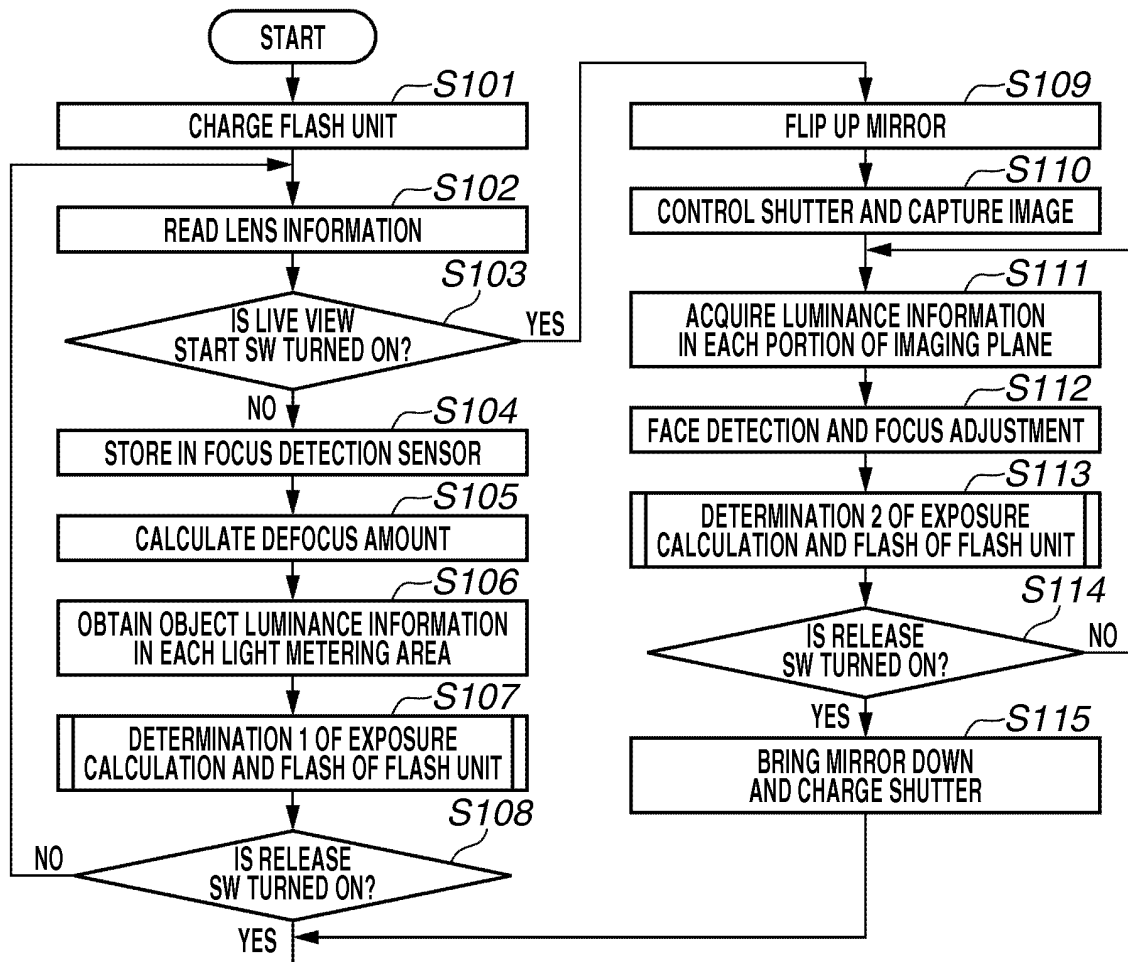 START
S101
CHARGE FLASH UNIT
S102
READ LENS INFORMATION
S103
IS LIVE VIEW
START SW TURNED ON?
YES
NO
S104
STORE IN FOCUS DETECTION SENSOR
S105
CALCULATE DEFOCUS AMOUNT
S106
OBTAIN OBJECT LUMINANCE INFORMATION
IN EACH LIGHT METERING AREA
S107
DETERMINATION 1 OF EXPOSURE
CALCULATION AND FLASH OF FLASH UNIT
S108
IS RELEASE
SW TURNED ON?
NO
YES
S109
FLIP UP MIRROR
S110
CONTROL SHUTTER AND CAPTURE IMAGE
S111
ACQUIRE LUMINANCE INFORMATION
IN EACH PORTION OF IMAGING PLANE
S112
FACE DETECTION AND FOCUS ADJUSTMENT
S113
DETERMINATION 2 OF EXPOSURE
CALCULATION AND FLASH OF FLASH UNIT
S114
IS RELEASE
SW TURNED ON?
NO
YES
S115
BRING MIRROR DOWN
AND CHARGE SHUTTER